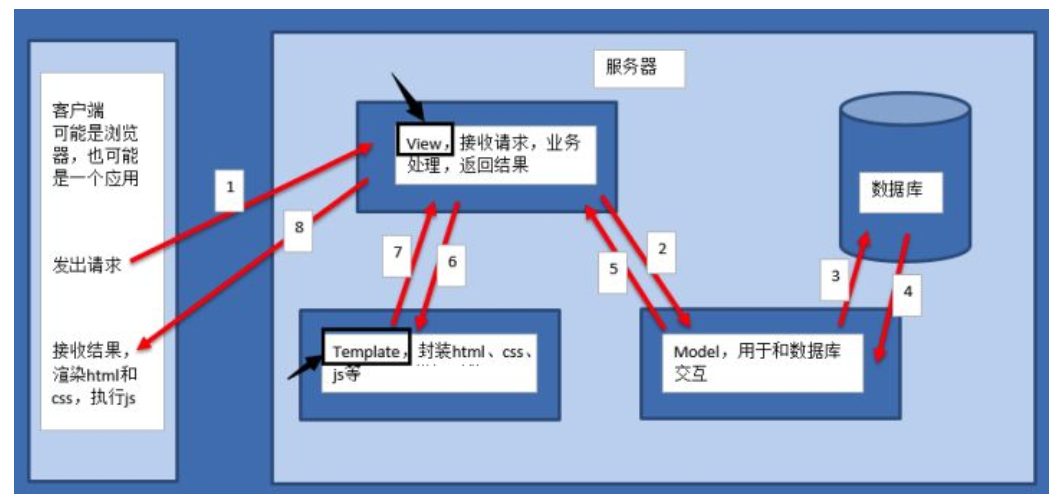 客户端
可能是浏览
器，也可能
是一个应用
发出请求
接收结果，
渲染html和
css，执行js
服务器
View，接收请求，业务
处理，返回结果
数据库
1
8
7
6
5
2
3
4
Template，封装html、css、
js等
Model，用于和数据库
交互